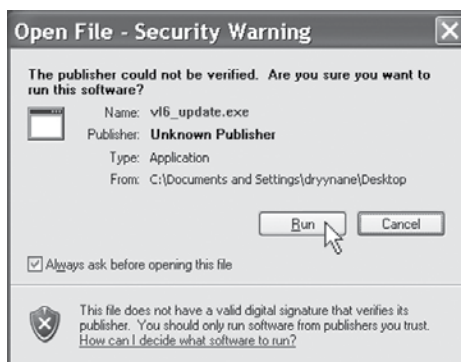 Open File - Security Warning
The publisher could not be verified.  Are you sure you want to
run this software?
Name: vl6_update.exe
Publisher: Unknown Publisher
Type: Application
From: C:\Documents and Settings\dryynane\Desktop
Run
Cancel
Always ask before opening this file
This file does not have a valid digital signature that verifies its
publisher.  You should only run software from publishers you trust.
How can I decide what software to run?